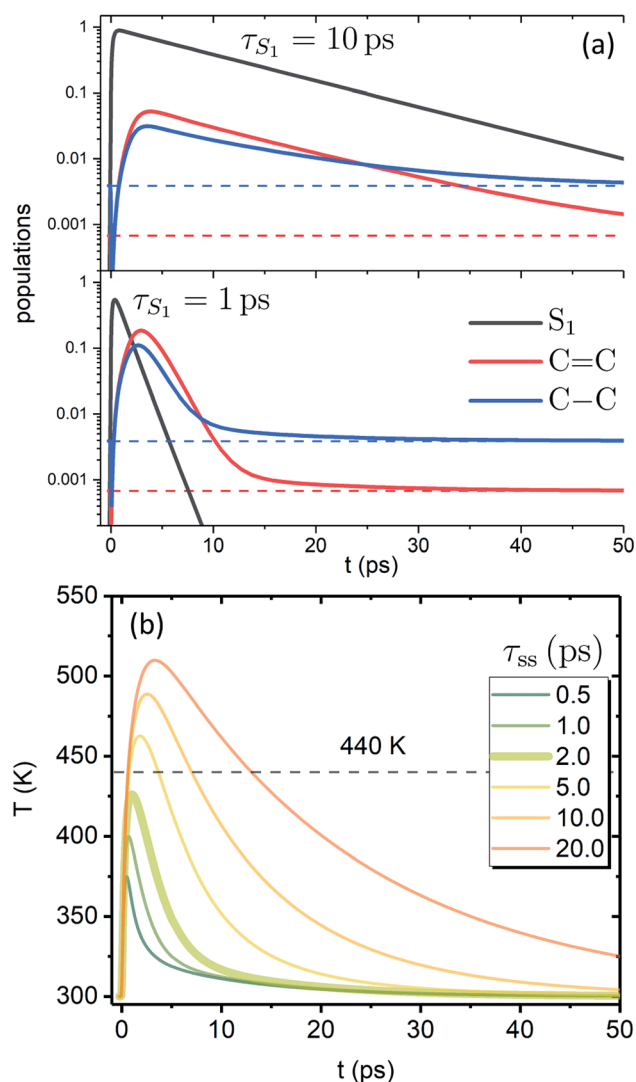 τS₁ = 10 ps
(a)
1
0.1
0.01
0.001
populations
τS₁ = 1 ps
1
0.1
0.01
0.001
S₁
C=C
C−C
0 10 20 30 40 50
t (ps)
(b)
τss (ps)
0.5
1.0
2.0
5.0
10.0
20.0
440 K
550
500
450
400
350
300
T (K)
0 10 20 30 40 50
t (ps)